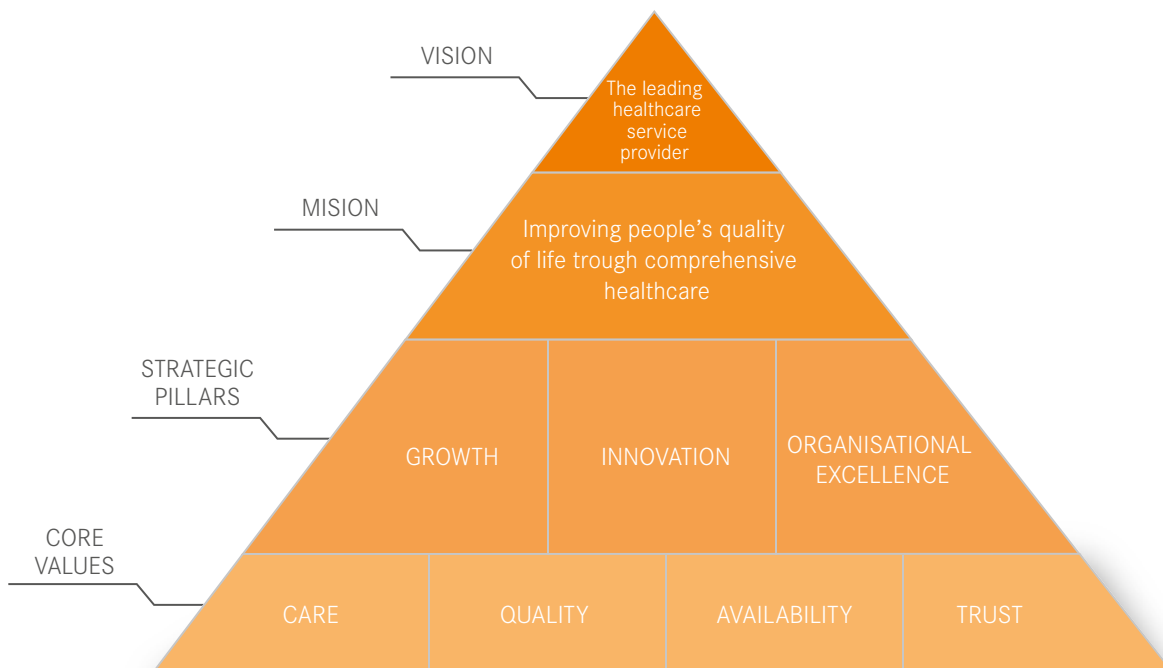 VISION
The leading
healthcare
service
provider
MISION
Improving people's quality
of life trough comprehensive
healthcare
STRATEGIC
PILLARS
GROWTH
INNOVATION
ORGANISATIONAL
EXCELLENCE
CORE
VALUES
CARE
QUALITY
AVAILABILITY
TRUST